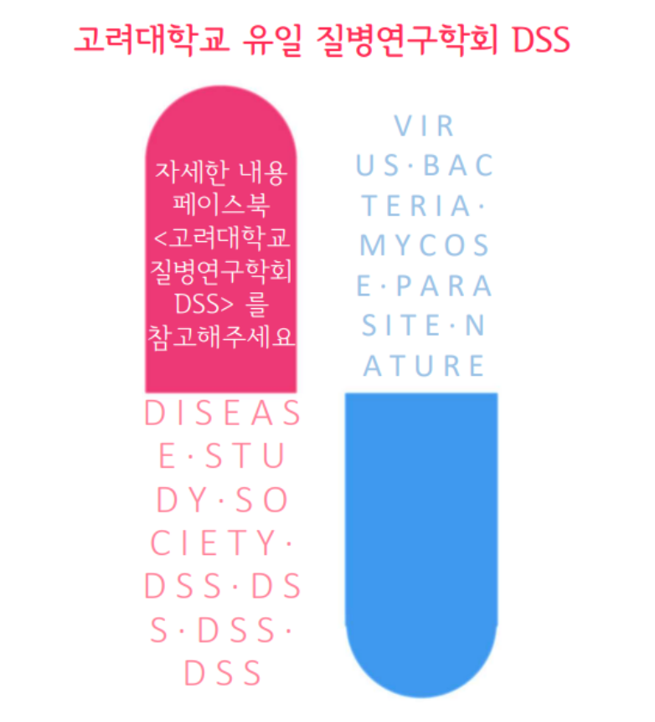 고려대학교 유일 질병연구학회 DSS
자세한 내용
페이스북
<고려대학교
질병연구학회
DSS> 를
참고해주세요
DISEAS
E·STU
DY·SO
CIETY·
DSS·DS
S·DSS·
DSS
VIR
US·BAC
TERIA·
MYCOS
E·PARA
SITE·N
ATURE